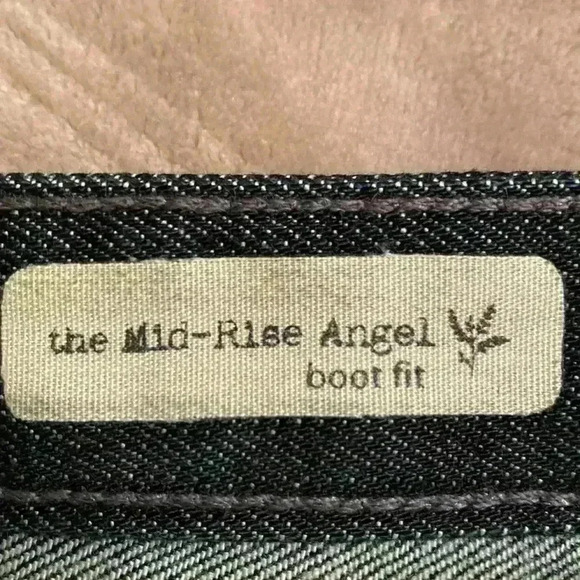 the Mid-Rise Angel
boot fit